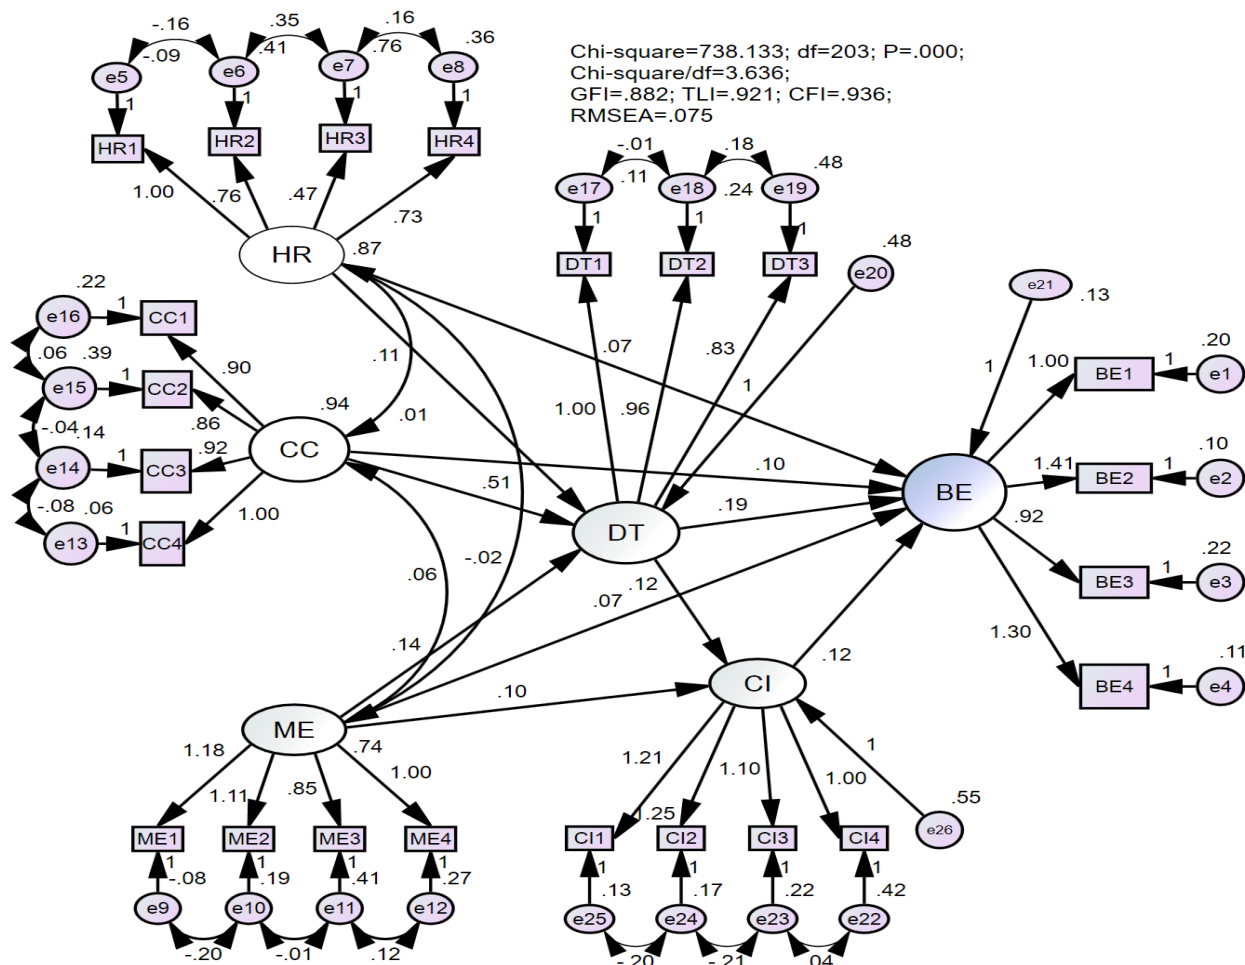 -.16 .35 .16
-.09 .41 .76 .36
e5 e6 e7 e8
1 1 1 1
HR1 HR2 HR3 HR4
1.00 .76 .47 .73
HR .87
Chi-square=738.133; df=203; P=.000;
Chi-square/df=3.636;
GFI=.882; TLI=.921; CFI=.936;
RMSEA=.075
-.01 .18
.11 .24 .48
e17 e18 e19
1 1 1
DT1 DT2 DT3
.48
e20
e21 .13
.22
e16 1 CC1
.06 .39 .90
e15 1 CC2
-.04 .14 .86
e14 1 CC3 .92
-.08 .06
e13 1 CC4 1.00
CC .94
.11
.01
.07
.83
1.00 .96 1
1
.10
.51
.19
DT
BE
1.00 BE1 1 e1 .20
1.41 BE2 1 e2 .10
.92 BE3 1 e3 .22
1.30 BE4 1 e4 .11
.06 -.02
.07 .12
.14
.10
.12
CI
ME .74
1.18 1.11 .85 1.00
ME1 ME2 ME3 ME4
1 1 1 1
-.08 .19 .41 .27
e9 e10 e11 e12
-.20 -.01 .12
1.21 1.25 1.10 1.00
1
.55
e26
CI1 CI2 CI3 CI4
1 1 1 1
.13 .17 .22 .42
e25 e24 e23 e22
-.20 -.21 .04